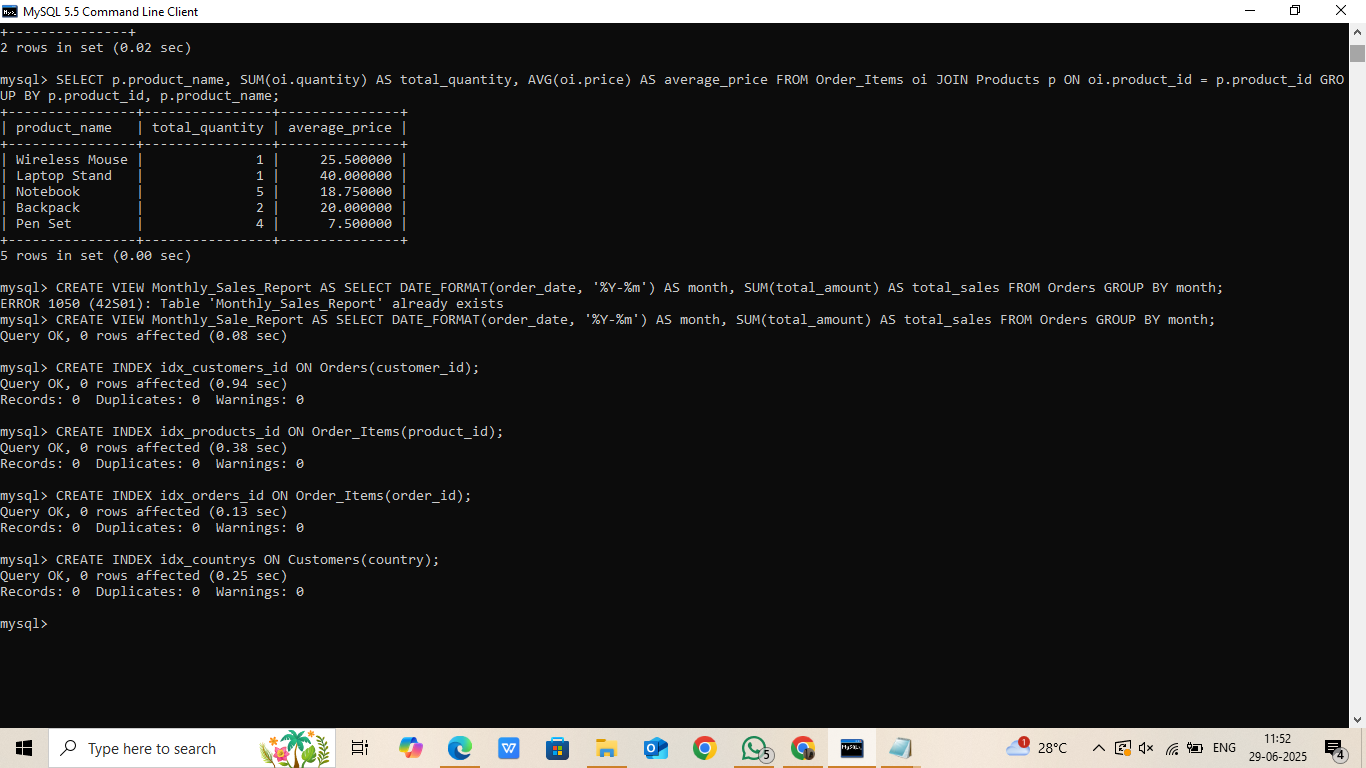 MySQL 5.5 Command Line Client
+---------------+
2 rows in set (0.02 sec)
mysql> SELECT p.product_name, SUM(oi.quantity) AS total_quantity, AVG(oi.price) AS average_price FROM Order_Items oi JOIN Products p ON oi.product_id = p.product_id GRO
UP BY p.product_id, p.product_name;
+----------------+----------------+---------------+
| product_name   | total_quantity | average_price |
+----------------+----------------+---------------+
| Wireless Mouse |              1 |     25.500000 |
| Laptop Stand   |              1 |     40.000000 |
| Notebook       |              5 |     18.750000 |
| Backpack       |              2 |     20.000000 |
| Pen Set        |              4 |      7.500000 |
+----------------+----------------+---------------+
5 rows in set (0.00 sec)
mysql> CREATE VIEW Monthly_Sales_Report AS SELECT DATE_FORMAT(order_date, '%Y-%m') AS month, SUM(total_amount) AS total_sales FROM Orders GROUP BY month;
ERROR 1050 (42S01): Table 'Monthly_Sales_Report' already exists
mysql> CREATE VIEW Monthly_Sale_Report AS SELECT DATE_FORMAT(order_date, '%Y-%m') AS month, SUM(total_amount) AS total_sales FROM Orders GROUP BY month;
Query OK, 0 rows affected (0.08 sec)
mysql> CREATE INDEX idx_customers_id ON Orders(customer_id);
Query OK, 0 rows affected (0.94 sec)
Records: 0  Duplicates: 0  Warnings: 0
mysql> CREATE INDEX idx_products_id ON Order_Items(product_id);
Query OK, 0 rows affected (0.38 sec)
Records: 0  Duplicates: 0  Warnings: 0
mysql> CREATE INDEX idx_orders_id ON Order_Items(order_id);
Query OK, 0 rows affected (0.13 sec)
Records: 0  Duplicates: 0  Warnings: 0
mysql> CREATE INDEX idx_countrys ON Customers(country);
Query OK, 0 rows affected (0.25 sec)
Records: 0  Duplicates: 0  Warnings: 0
mysql>
Type here to search
5
1
28°C
ENG
11:52
29-06-2025
4